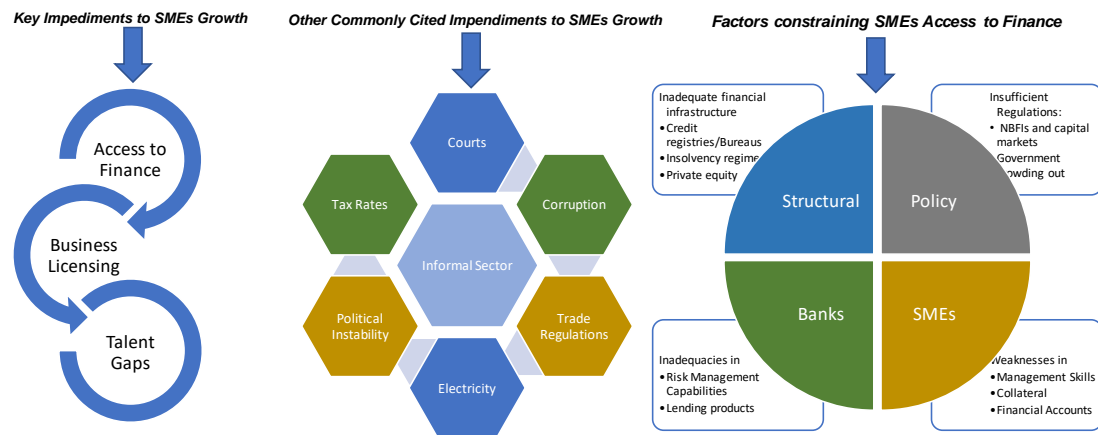 Key Impediments to SMEs Growth
Access to
Finance
Business
Licensing
Talent
Gaps
Other Commonly Cited Impendiments to SMEs Growth
Courts
Tax Rates
Corruption
Informal Sector
Political
Instability
Trade
Regulations
Electricity
Factors constraining SMEs Access to Finance
Inadequate financial
infrastructure
• Credit
registries/Bureaus
• Insolvency regime
• Private equity
Insufficient
Regulations:
• NBFIs and capital
markets
Government
out
Structural
Policy
Banks
SMEs
Inadequacies in
• Risk Management
Capabilities
• Lending products
Weaknesses in
• Management Skills
• Collateral
• Financial Accounts